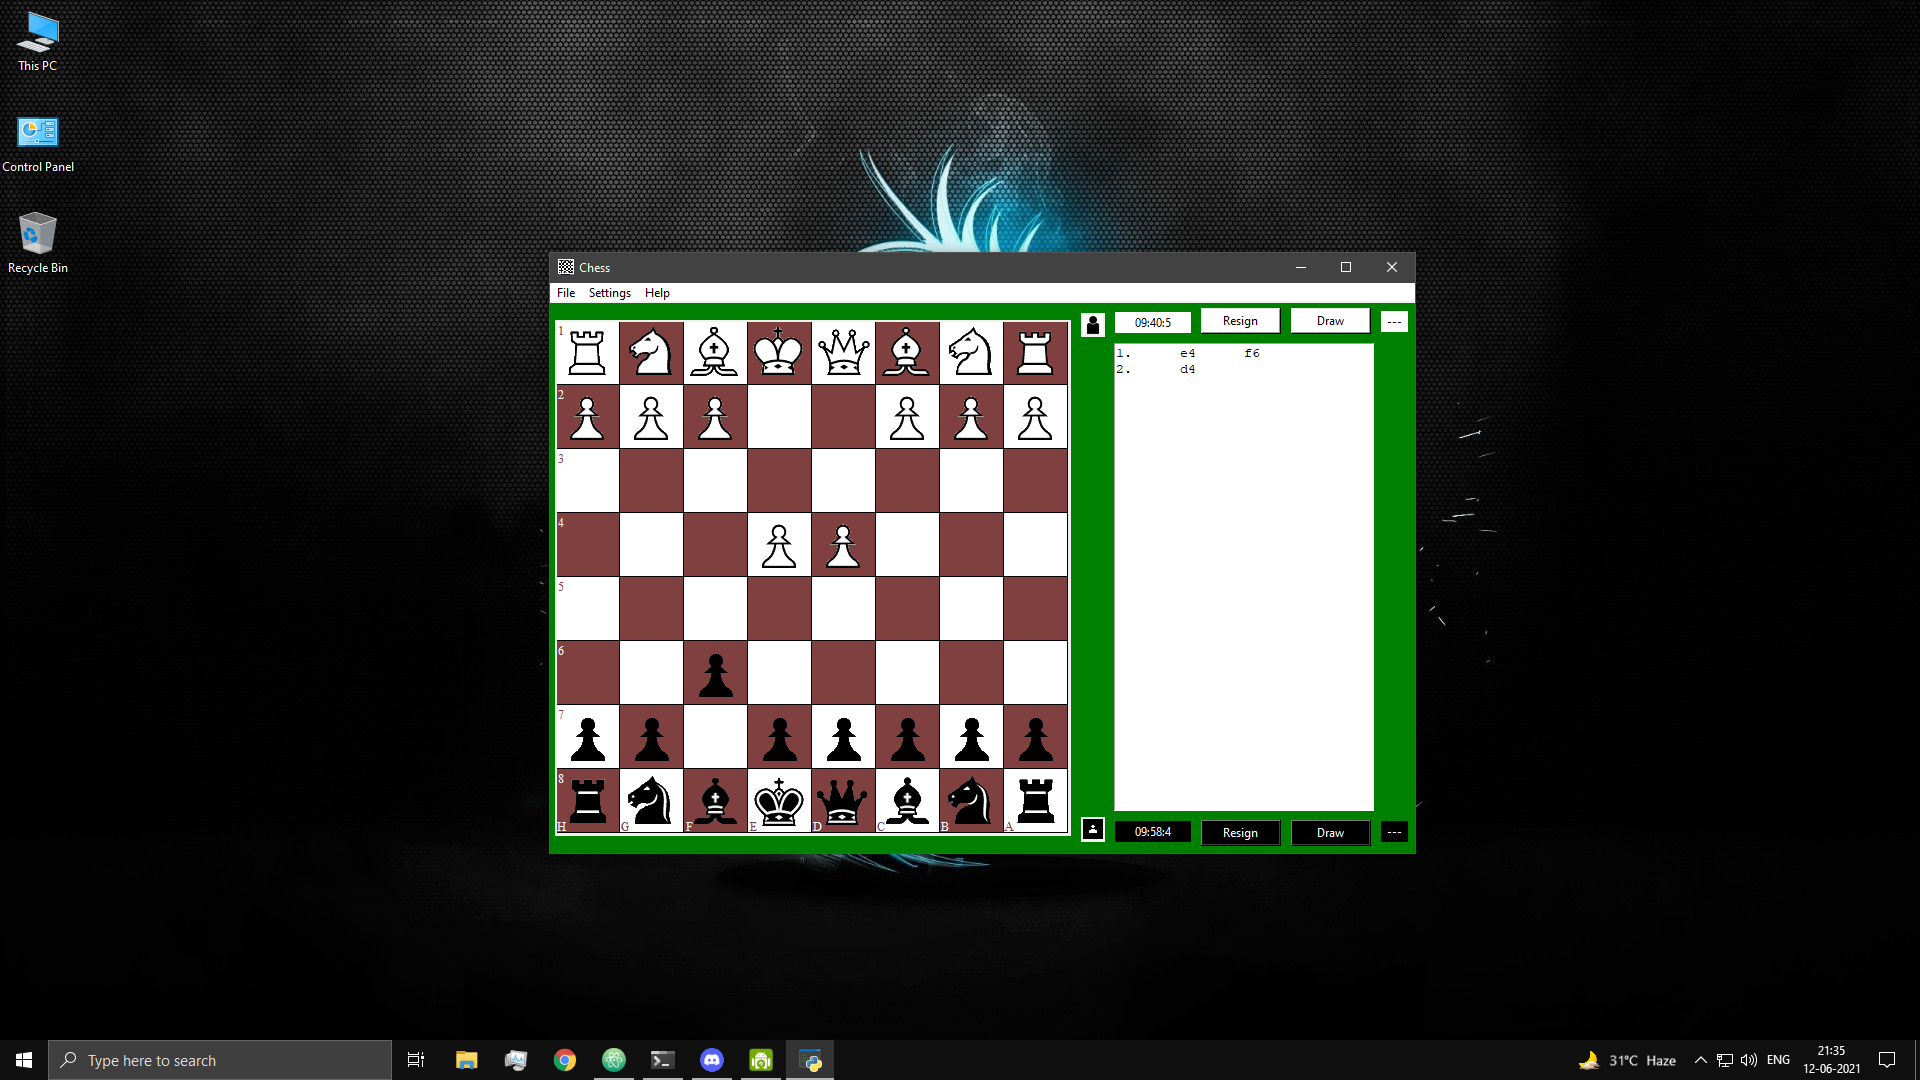 This PC
Control Panel
Recycle Bin
Chess
File Settings Help
09:40:5 Resign Draw ---
1. e4 f6
2. d4
1
2
3
4
5
6
7
8
H G F E D C B A
09:58:4 Resign Draw ---
Type here to search
31°C Haze
ENG
21:35
12-06-2021